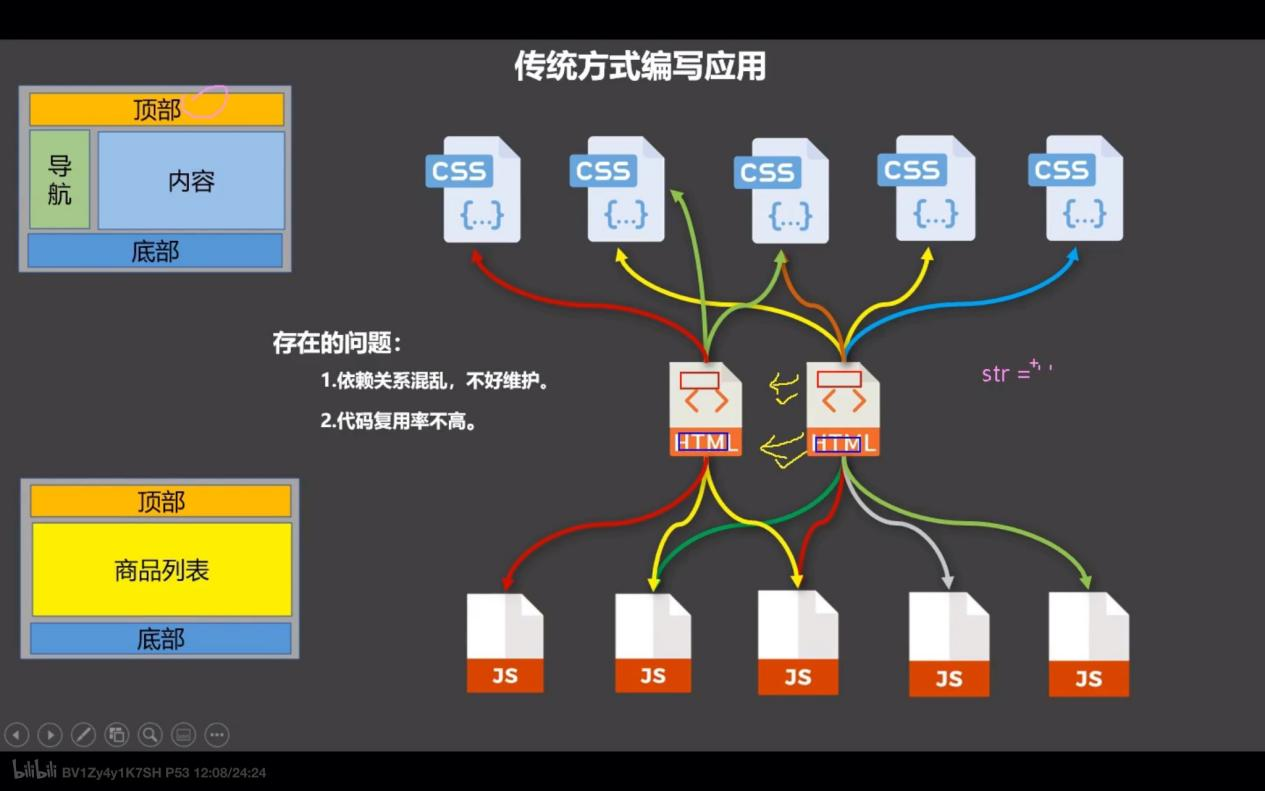 传统方式编写应用
顶部
导航
内容
底部
CSS
{...}
CSS
{...}
CSS
{...}
CSS
{...}
CSS
{...}
存在的问题：
1.依赖关系混乱，不好维护。
2.代码复用率不高。
< >
HTML
< >
HTML
str =+' '
顶部
商品列表
底部
JS
JS
JS
JS
JS
bilibili BV1Zy4y1K7SH P53 12:08/24:24